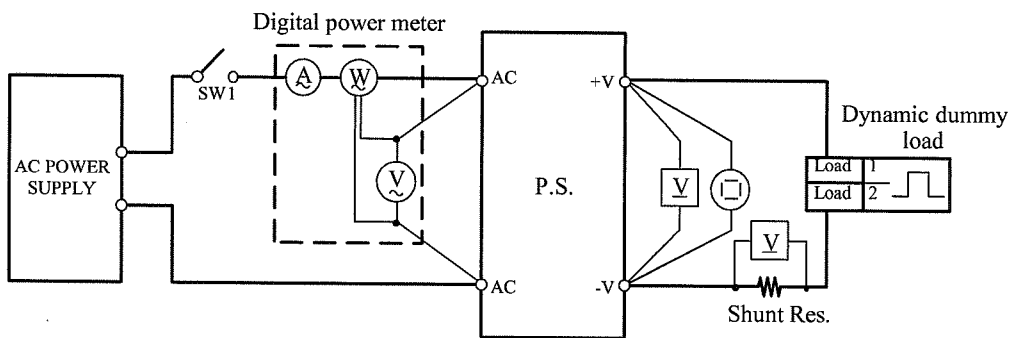 Digital power meter
A
W
SW1
AC
+V
Dynamic dummy
load
Load 1
Load 2
AC POWER
SUPPLY
V
P.S.
V
V
AC
-V
Shunt Res.